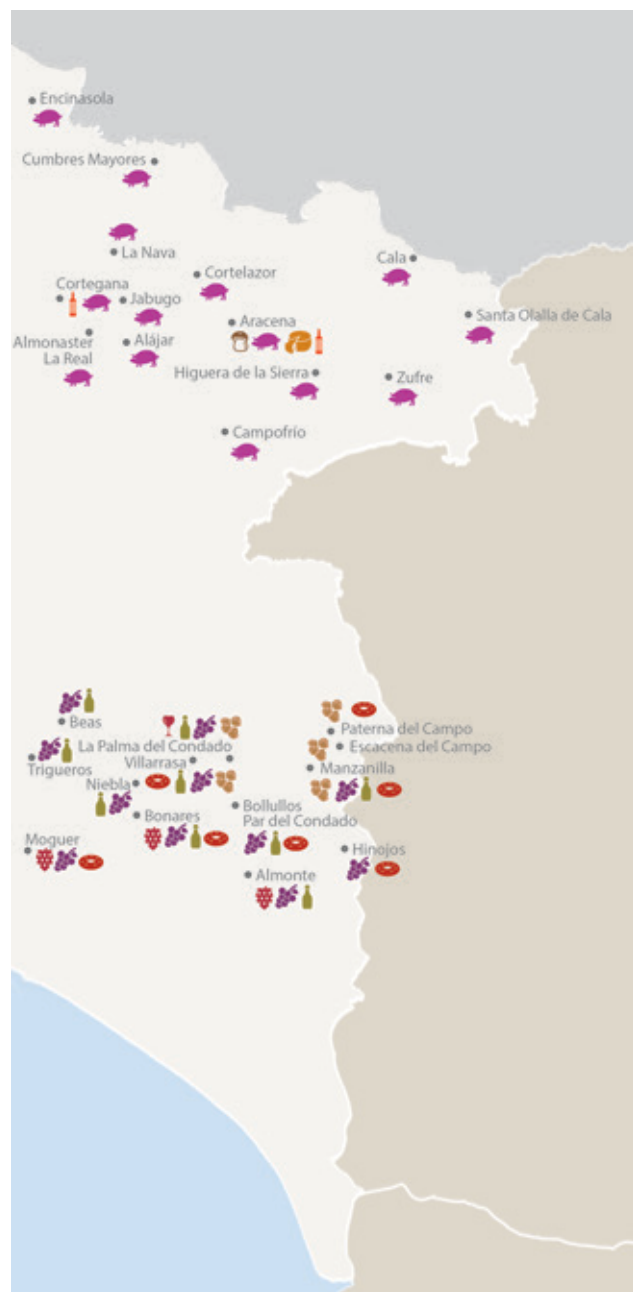 Encinasola
Cumbres Mayores
La Nava
Cortelazor
Cala
Cortegana
Jabugo
Aracena
Santa Olalla de Cala
Almonaster
La Real
Alájar
Higuera de la Sierra
Zufre
Campofrío
Beas
Paterna del Campo
La Palma del Condado
Escacena del Campo
Villarrasa
Trigueros
Manzanilla
Niebla
Bollullos
Par del Condado
Bonares
Moguer
Hinojos
Almonte